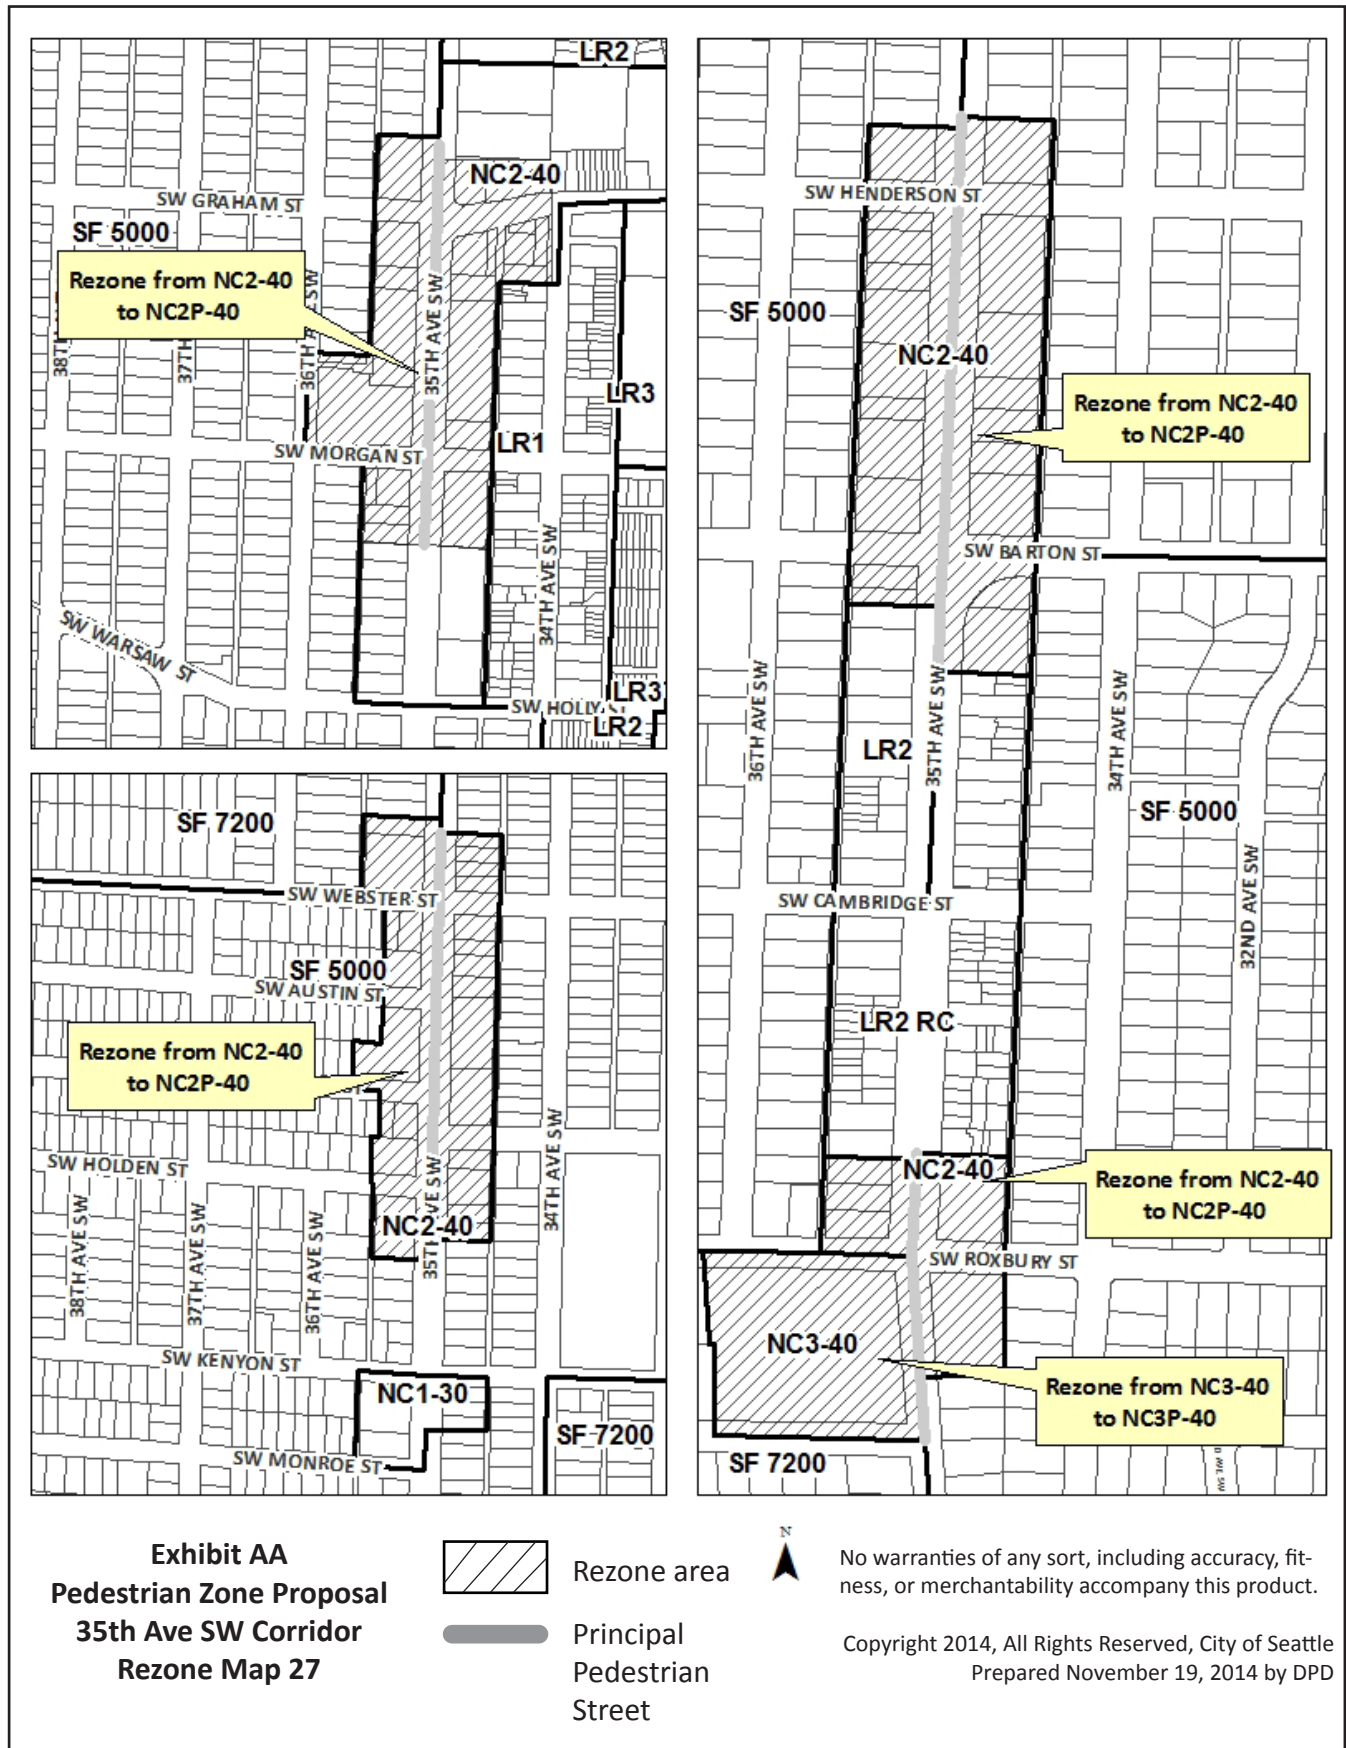 LR2
NC2-40
SW GRAHAM ST
SF 5000
Rezone from NC2-40
to NC2P-40
38TH
37TH
36TH AVE SW
35TH AVE SW
LR3
LR1
SW MORGAN ST
34TH AVE SW
SW WARSAW ST
LR3
SW HOLLY ST
LR2
SF 7200
SW WEBSTER ST
SF 5000
SW AUSTIN ST
Rezone from NC2-40
to NC2P-40
SW HOLDEN ST
38TH AVE SW
37TH AVE SW
36TH AVE SW
35TH AVE SW
34TH AVE SW
NC2-40
SW KENYON ST
NC1-30
SF 7200
SW MONROE ST
SW HENDERSON ST
SF 5000
NC2-40
Rezone from NC2-40
to NC2P-40
SW BARTON ST
36TH AVE SW
35TH AVE SW
34TH AVE SW
LR2
SF 5000
32ND AVE SW
SW CAMBRIDGE ST
LR2 RC
NC2-40
Rezone from NC2-40
to NC2P-40
SW ROXBURY ST
NC3-40
Rezone from NC3-40
to NC3P-40
SF 7200
Exhibit AA
Pedestrian Zone Proposal
35th Ave SW Corridor
Rezone Map 27
Rezone area
Principal
Pedestrian
Street
N
No warranties of any sort, including accuracy, fit-
ness, or merchantability accompany this product.
Copyright 2014, All Rights Reserved, City of Seattle
Prepared November 19, 2014 by DPD